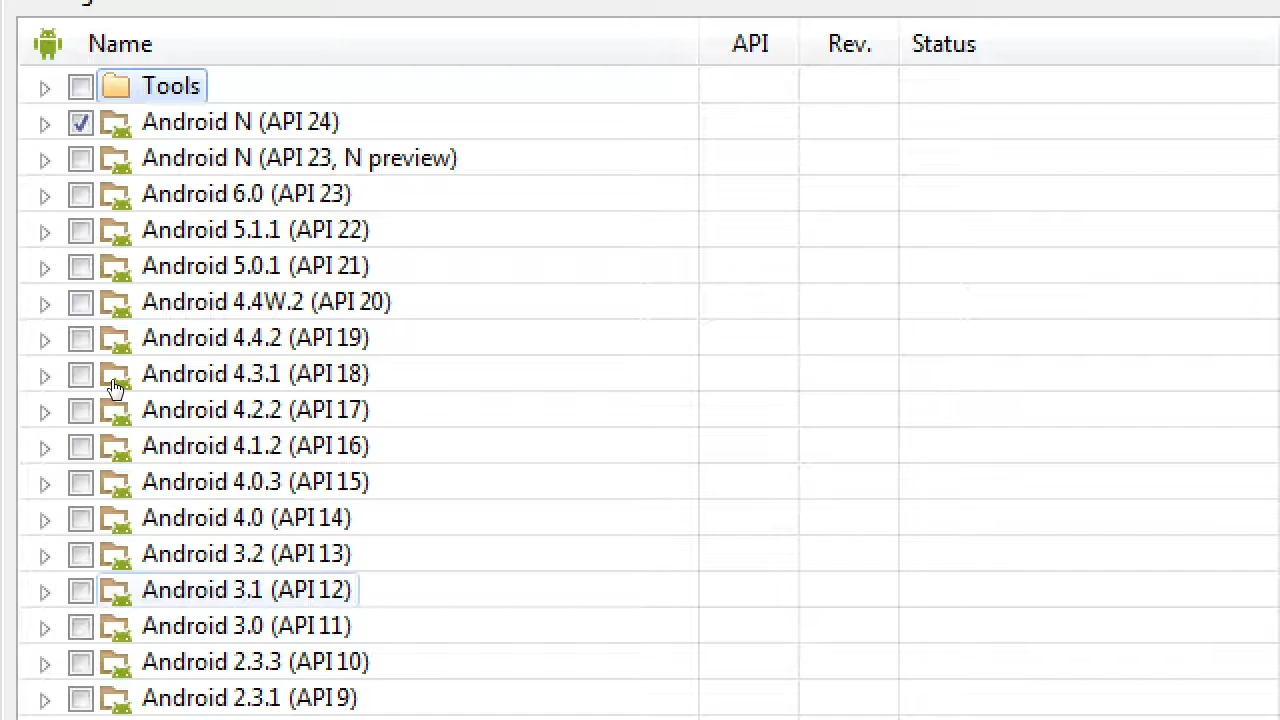 Name API Rev. Status
Tools
Android N (API 24)
Android N (API 23, N preview)
Android 6.0 (API 23)
Android 5.1.1 (API 22)
Android 5.0.1 (API 21)
Android 4.4W.2 (API 20)
Android 4.4.2 (API 19)
Android 4.3.1 (API 18)
Android 4.2.2 (API 17)
Android 4.1.2 (API 16)
Android 4.0.3 (API 15)
Android 4.0 (API 14)
Android 3.2 (API 13)
Android 3.1 (API 12)
Android 3.0 (API 11)
Android 2.3.3 (API 10)
Android 2.3.1 (API 9)